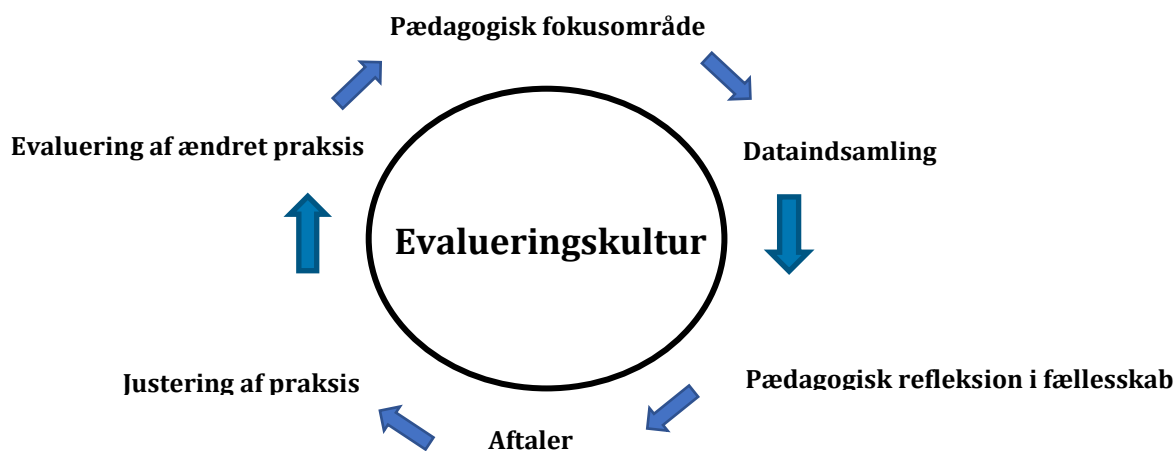 Pædagogisk fokusområde
Evaluering af ændret praksis
Dataindsamling
Evalueringskultur
Justering af praksis
Pædagogisk refleksion i fællesskab
Aftaler